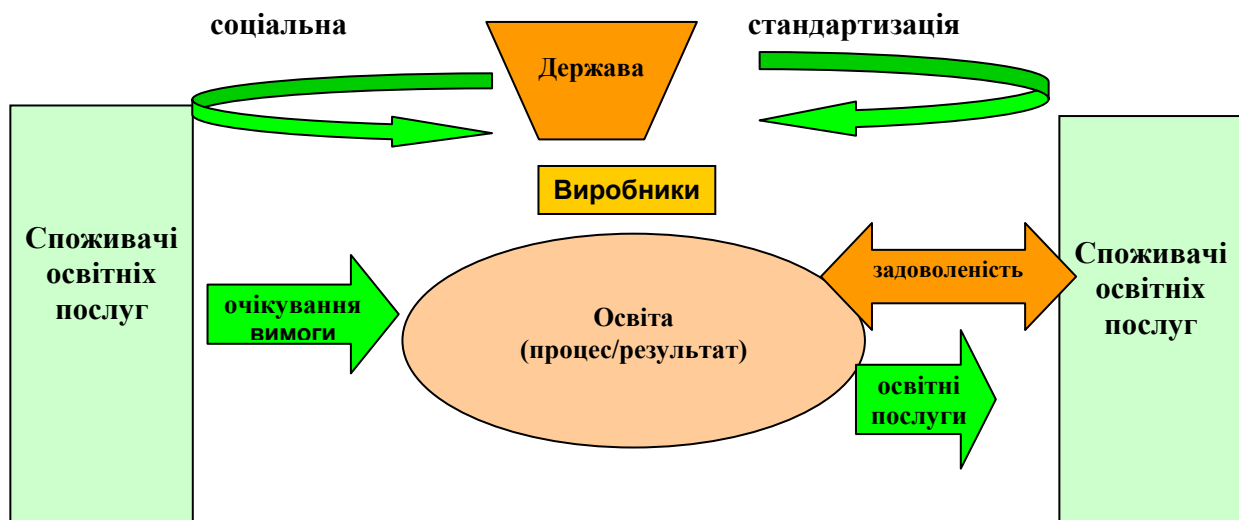 соціальна
стандартизація
Держава
Виробники
Споживачі
освітніх
послуг
очікування
вимоги
Освіта
(процес/результат)
задоволеність
освітні
послуги
Споживачі
освітніх
послуг